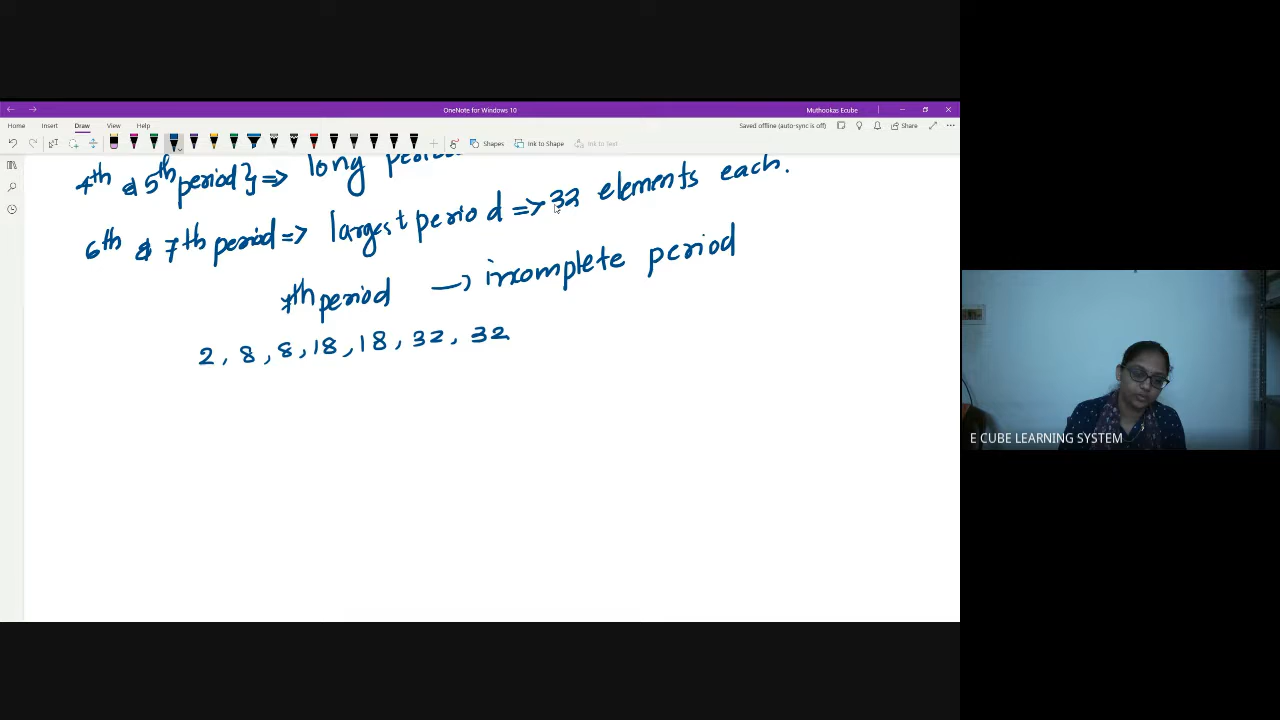 OneNote for Windows 10
Muthookas Ecube
Home Insert Draw View Help
Saved offline (auto-sync is off)
Share
Shapes
Ink to Shape
Ink to Text
4th & 5th period} => long
6th & 7th period => largest period => 32 elements each.
7th period → incomplete period
2, 8, 8, 18, 18, 32, 32
E CUBE LEARNING SYSTEM